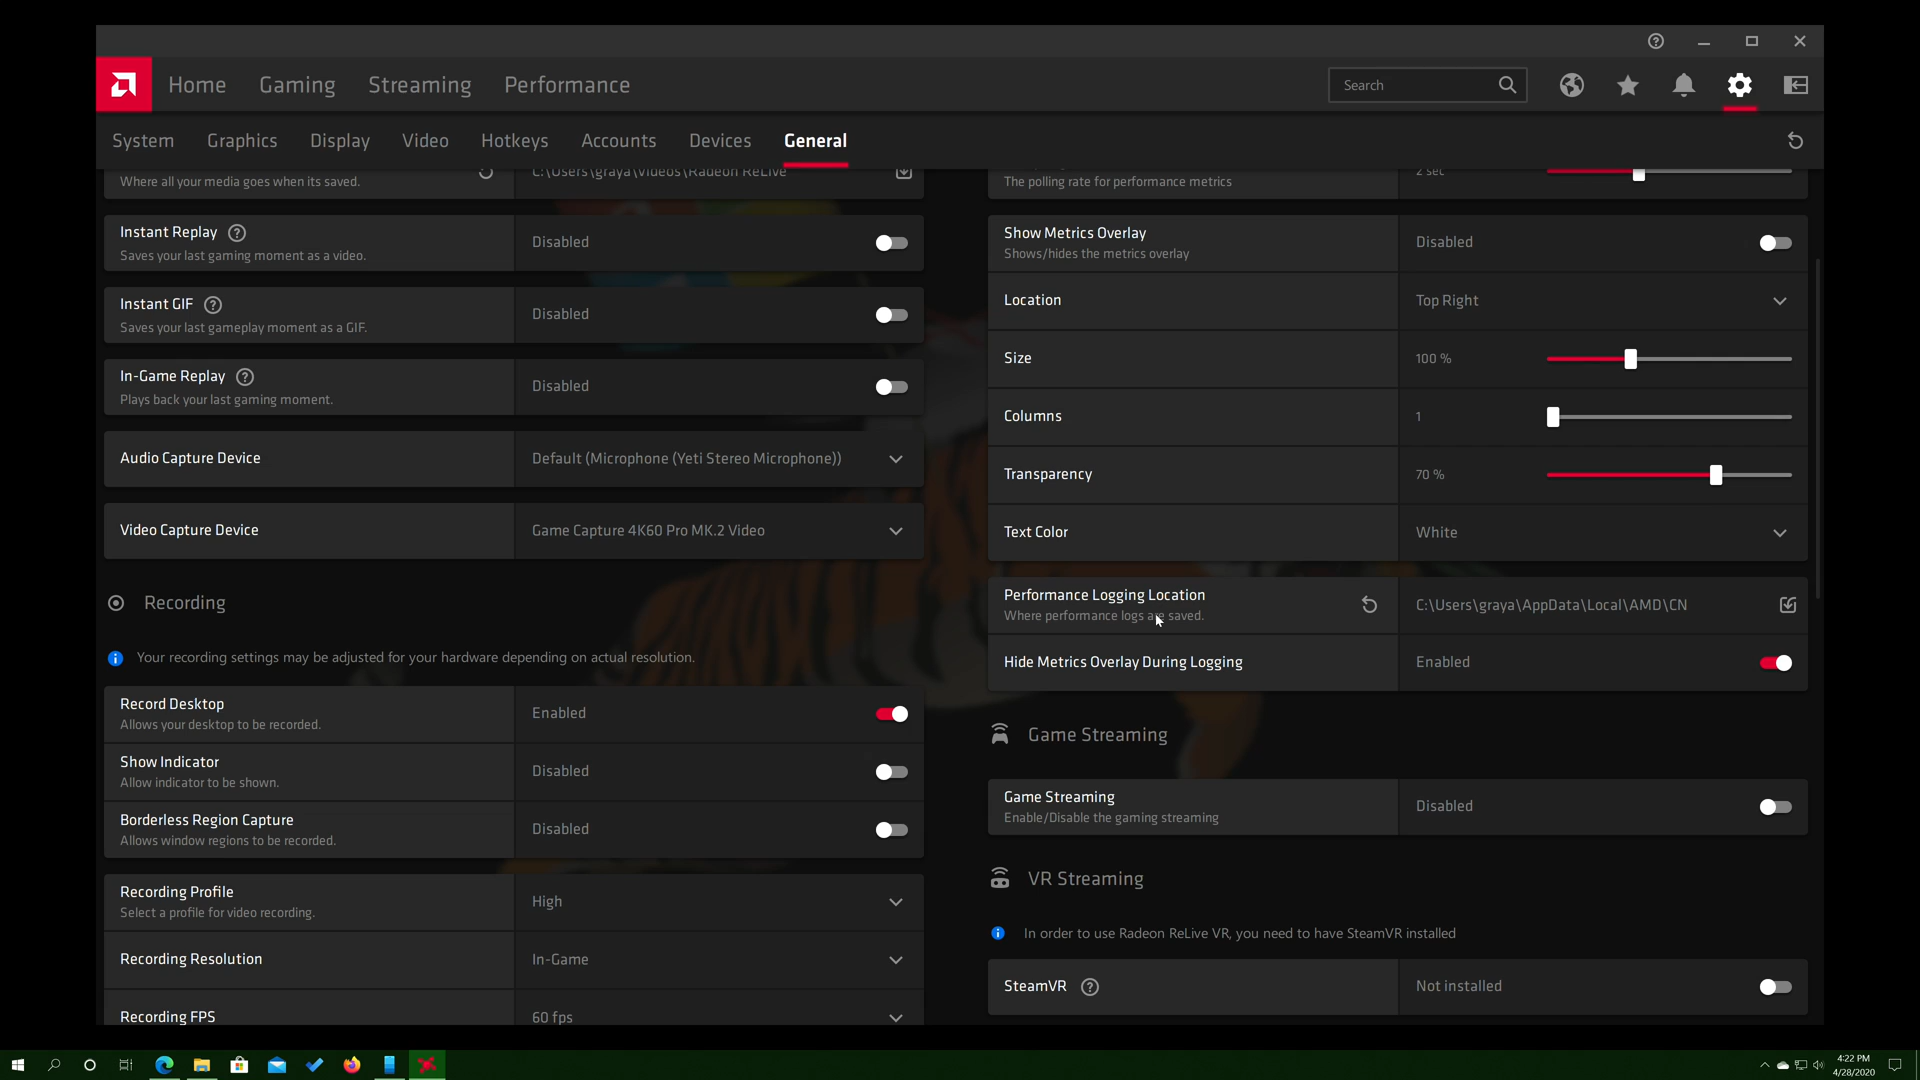 Home Gaming Streaming Performance
Search
System Graphics Display Video Hotkeys Accounts Devices General
Where all your media goes when its saved.
C:\Users\graya\Videos\Radeon ReLive
Instant Replay
Saves your last gaming moment as a video.
Disabled
Instant GIF
Saves your last gameplay moment as a GIF.
Disabled
In-Game Replay
Plays back your last gaming moment.
Disabled
Audio Capture Device
Default (Microphone (Yeti Stereo Microphone))
Video Capture Device
Game Capture 4K60 Pro MK.2 Video
Recording
Your recording settings may be adjusted for your hardware depending on actual resolution.
Record Desktop
Allows your desktop to be recorded.
Enabled
Show Indicator
Allow indicator to be shown.
Disabled
Borderless Region Capture
Allows window regions to be recorded.
Disabled
Recording Profile
Select a profile for video recording.
High
Recording Resolution
In-Game
Recording FPS
60 fps
The polling rate for performance metrics
2 sec
Show Metrics Overlay
Shows/hides the metrics overlay
Disabled
Location
Top Right
Size
100 %
Columns
1
Transparency
70 %
Text Color
White
Performance Logging Location
Where performance logs are saved.
C:\Users\graya\AppData\Local\AMD\CN
Hide Metrics Overlay During Logging
Enabled
Game Streaming
Game Streaming
Enable/Disable the gaming streaming
Disabled
VR Streaming
In order to use Radeon ReLive VR, you need to have SteamVR installed
SteamVR
Not installed
4:22 PM
4/28/2020